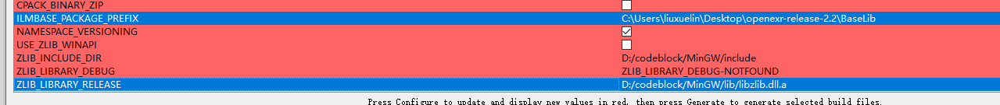 CPACK_BINARY_ZIP
ILMBASE_PACKAGE_PREFIX C:\Users\liuxuelin\Desktop\openexr-release-2.2\BaseLib
NAMESPACE_VERSIONING
USE_ZLIB_WINAPI
ZLIB_INCLUDE_DIR D:/codeblock/MinGW/include
ZLIB_LIBRARY_DEBUG ZLIB_LIBRARY_DEBUG-NOTFOUND
ZLIB_LIBRARY_RELEASE D:/codeblock/MinGW/lib/libzlib.dll.a
Press Configure to update and display new values in red, then press Generate to generate selected build files.